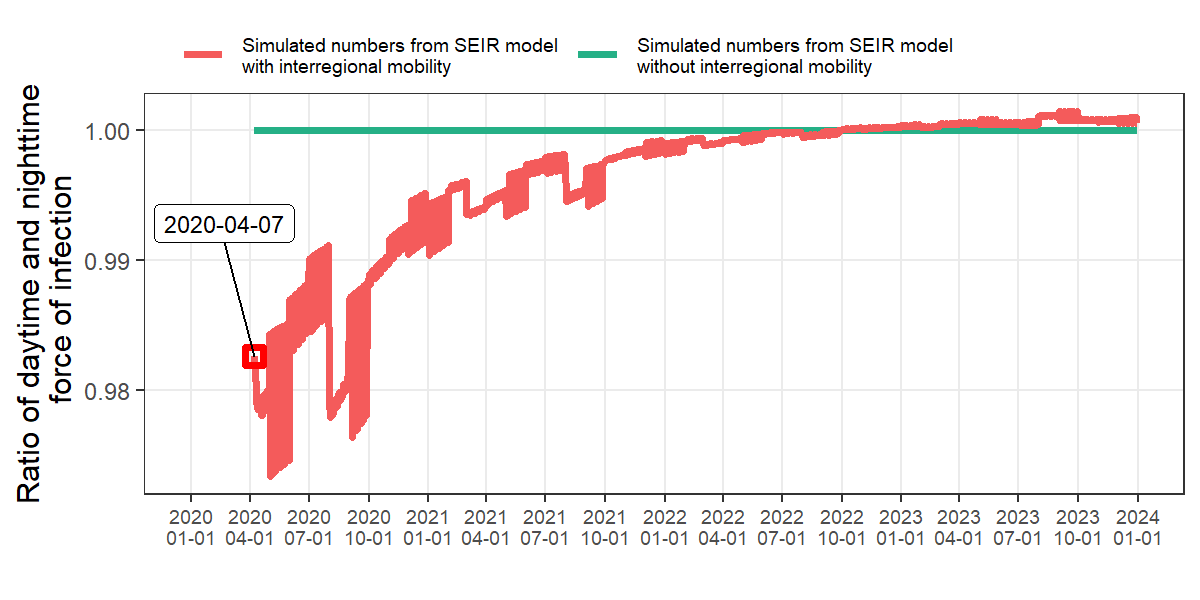 Simulated numbers from SEIR model
with interregional mobility
Simulated numbers from SEIR model
without interregional mobility
Ratio of daytime and nighttime
force of infection
1.00
0.99
0.98
2020-04-07
2020 2020 2020 2020 2021 2021 2021 2021 2022 2022 2022 2022 2023 2023 2023 2023 2024
01-01 04-01 07-01 10-01 01-01 04-01 07-01 10-01 01-01 04-01 07-01 10-01 01-01 04-01 07-01 10-01 01-01